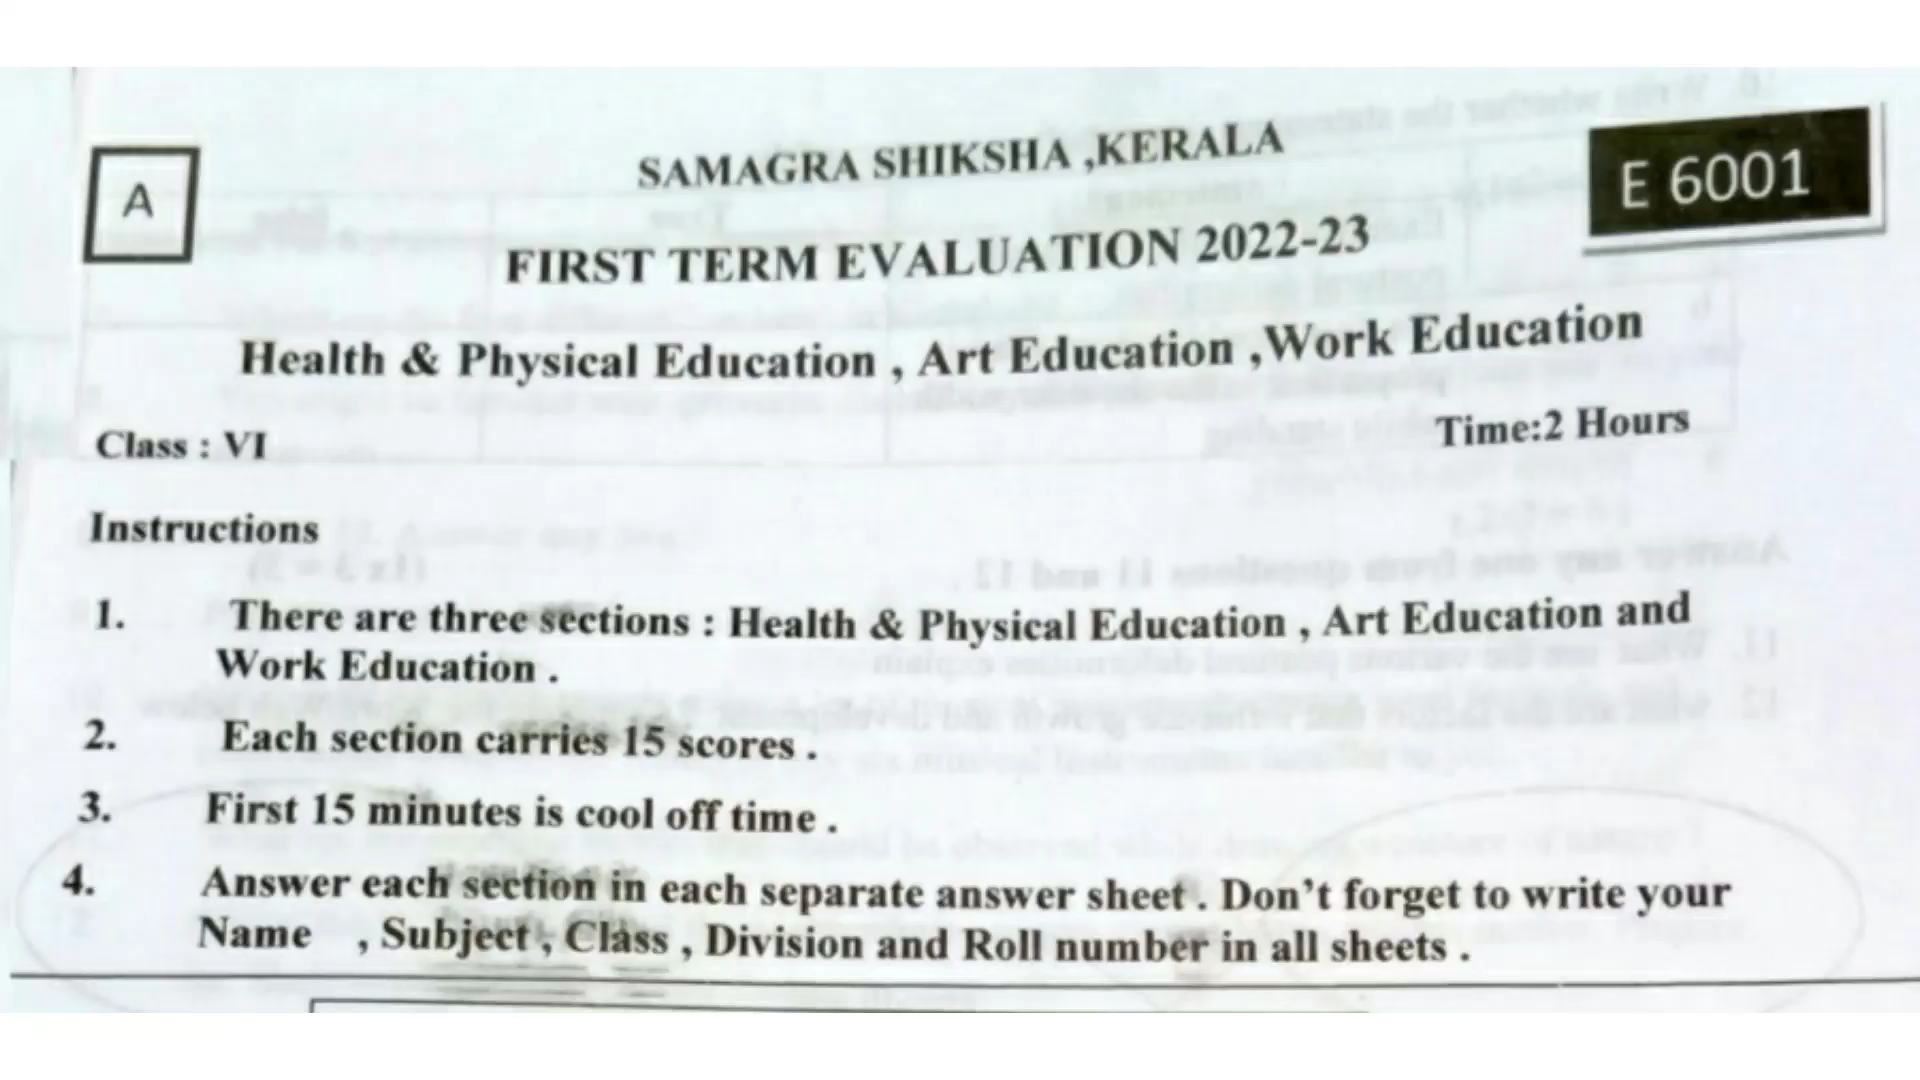 A
SAMAGRA SHIKSHA ,KERALA
E 6001
FIRST TERM EVALUATION 2022-23
Health & Physical Education , Art Education ,Work Education
Class : VI
Time:2 Hours
Instructions
1. There are three sections : Health & Physical Education , Art Education and
Work Education .
2. Each section carries 15 scores .
3. First 15 minutes is cool off time .
4. Answer each section in each separate answer sheet . Don’t forget to write your
Name , Subject , Class , Division and Roll number in all sheets .